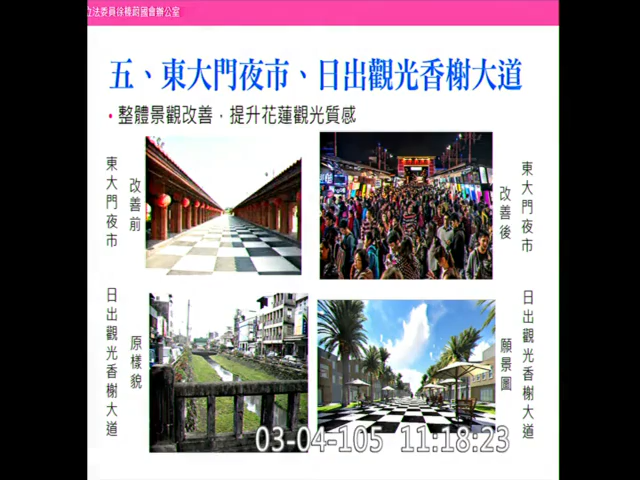 立法委員徐榛蔚國會辦公室
五、東大門夜市、日出觀光香榭大道
•整體景觀改善，提升花蓮觀光質感
東大門夜市
改善前
改善後
東大門夜市
日出觀光香榭大道
原樣貌
願景圖
日出觀光香榭大道
03-04-105 11:18:23